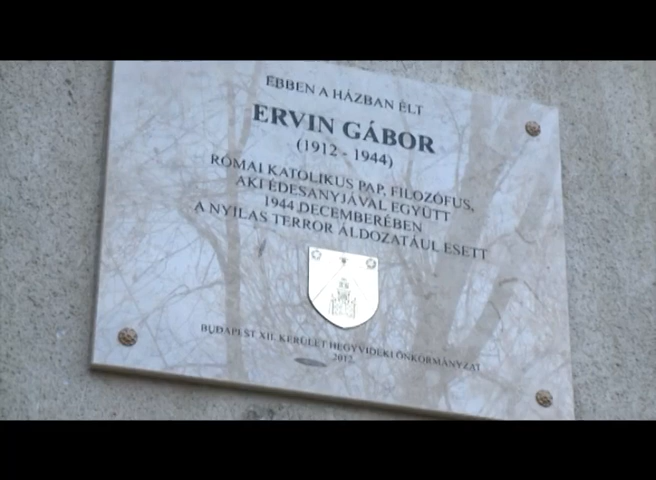 EBBEN A HÁZBAN ÉLT
ERVIN GÁBOR
(1912 - 1944)
RÓMAI KATOLIKUS PAP, FILOZÓFUS,
AKI ÉDESANYJÁVAL EGYÜTT
1944 DECEMBERÉBEN
A NYILAS TERROR ÁLDOZATÁUL ESETT
BUDAPEST XII. KERÜLET HEGYVIDÉKI ÖNKORMÁNYZAT
2012